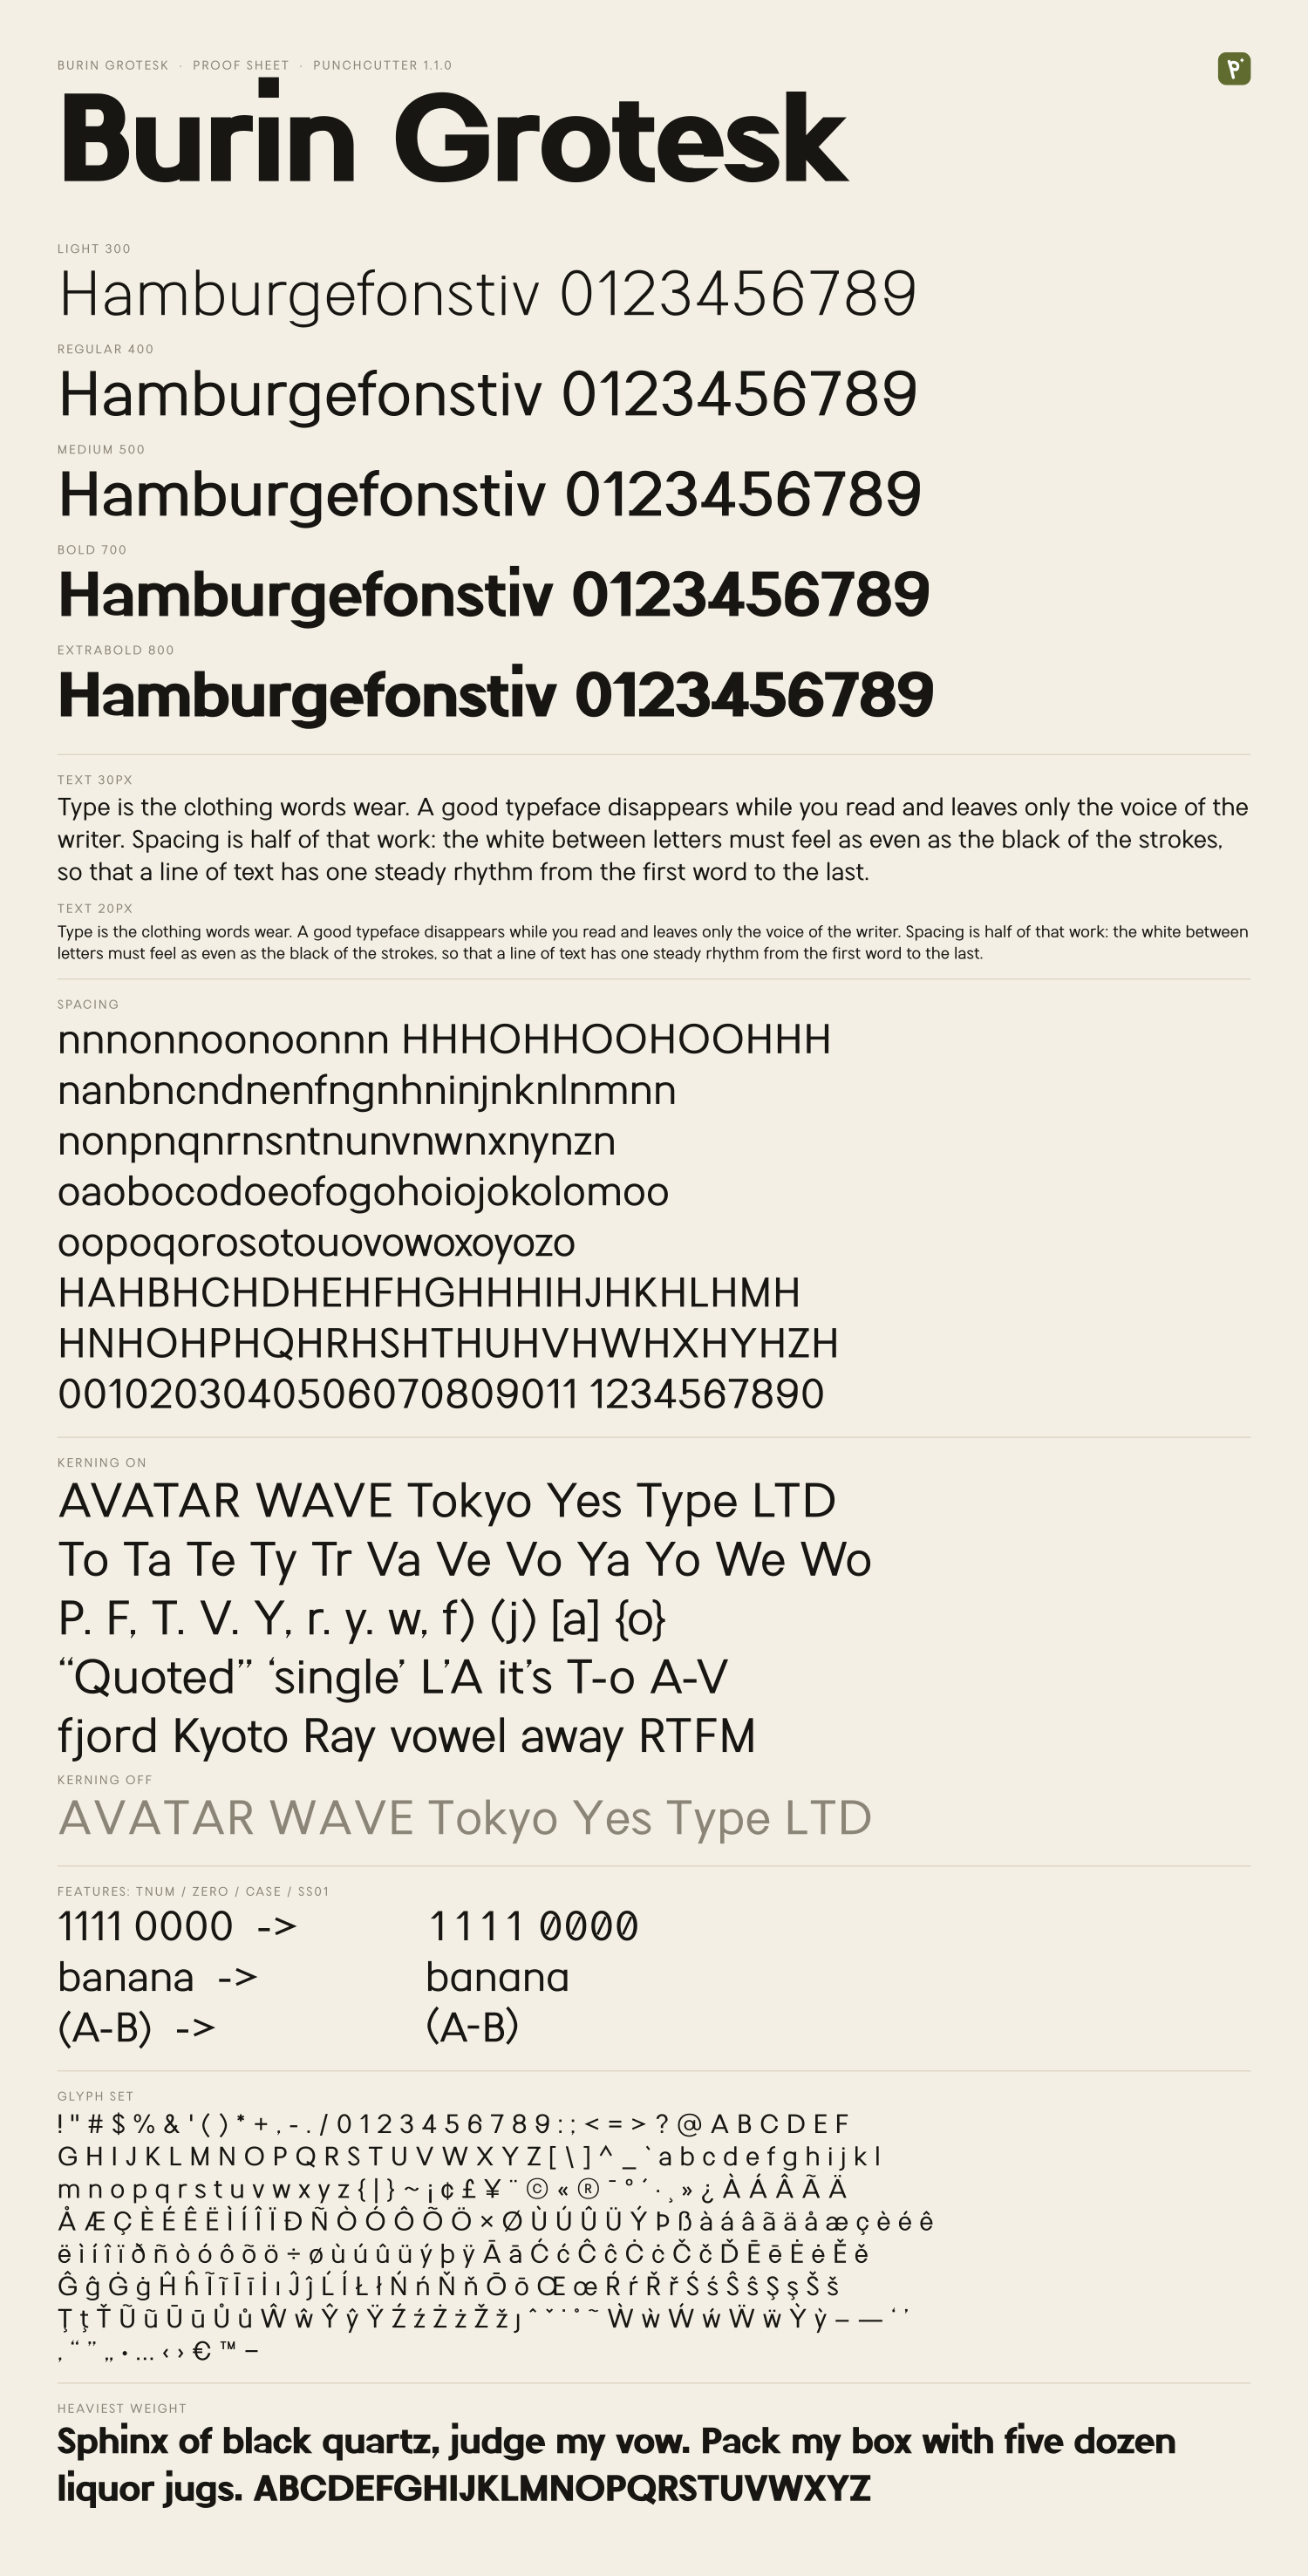 BURIN GROTESK · PROOF SHEET · PUNCHCUTTER 1.1.0
P
Burin Grotesk
LIGHT 300
Hamburgefonstiv 0123456789
REGULAR 400
Hamburgefonstiv 0123456789
MEDIUM 500
Hamburgefonstiv 0123456789
BOLD 700
Hamburgefonstiv 0123456789
EXTRABOLD 800
Hamburgefonstiv 0123456789
TEXT 30PX
Type is the clothing words wear. A good typeface disappears while you read and leaves only the voice of the
writer. Spacing is half of that work: the white between letters must feel as even as the black of the strokes,
so that a line of text has one steady rhythm from the first word to the last.
TEXT 20PX
Type is the clothing words wear. A good typeface disappears while you read and leaves only the voice of the writer. Spacing is half of that work: the white between
letters must feel as even as the black of the strokes, so that a line of text has one steady rhythm from the first word to the last.
SPACING
nnnonnoonoonnn HHHOHHOOHOOHHH
nanbncndnenfngnhninjnknlnmnn
nonpnqnrnsntnunvnwnxnynzn
oaobocodoeofogohoiojokolomoo
oopoqorosotouovowoxoyozo
HAHBHCHDHEHFHGHHHIHJHKHLHMH
HNHOHPHQHRHSHTHUHVHWHXHYHZH
0010203040506070809011 1234567890
KERNING ON
AVATAR WAVE Tokyo Yes Type LTD
To Ta Te Ty Tr Va Ve Vo Ya Yo We Wo
P. F, T. V. Y, r. y. w, f) (j) [a] {o}
“Quoted” ‘single’ L’A it’s T-o A-V
fjord Kyoto Ray vowel away RTFM
KERNING OFF
AVATAR WAVE Tokyo Yes Type LTD
FEATURES: TNUM / ZERO / CASE / SS01
1111 0000 -> 1111 0000
banana -> banana
(A-B) -> (A-B)
GLYPH SET
! " # $ % & ' ( ) * + , - . / 0 1 2 3 4 5 6 7 8 9 : ; < = > ? @ A B C D E F
G H I J K L M N O P Q R S T U V W X Y Z [ \ ] ^ _ ` a b c d e f g h i j k l
m n o p q r s t u v w x y z { | } ~ ¡ ¢ £ ¥ ¨ © « ® ¯ ° ´ · ¸ » ¿ À Á Â Ã Ä
Å Æ Ç È É Ê Ë Ì Í Î Ï Ð Ñ Ò Ó Ô Õ Ö × Ø Ù Ú Û Ü Ý Þ ß à á â ã ä å æ ç è é ê
ë ì í î ï ð ñ ò ó ô õ ö ÷ ø ù ú û ü ý þ ÿ Ā ā Ć ć Ĉ ĉ Ċ ċ Č č Ď Ē ē Ė ė Ě ě
Ĝ ĝ Ġ ġ Ĥ ĥ Ĩ ĩ Ī ī İ ı Ĵ ĵ Ĺ ĺ Ł ł Ń ń Ň ň Ō ō Œ œ Ŕ ŕ Ř ř Ś ś Ŝ ŝ Ş ş Š š
Ţ ţ Ť Ũ ũ Ū ū Ů ů Ŵ ŵ Ŷ ŷ Ÿ Ź ź Ż ż Ž ž ȷ ˆ ˇ ˙ ˚ ˜ Ẁ ẁ Ẃ ẃ Ẅ ẅ Ỳ ỳ – — ‘ ’
‚ “ ” „ • … ‹ › € ™ −
HEAVIEST WEIGHT
Sphinx of black quartz, judge my vow. Pack my box with five dozen
liquor jugs. ABCDEFGHIJKLMNOPQRSTUVWXYZ